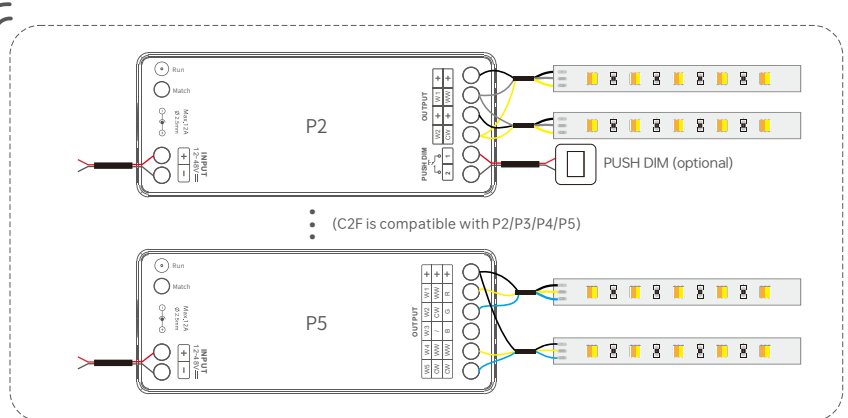 Run
Match
Max.12A
Ø 2.5mm
INPUT
12~48V
+
−
P2
OUTPUT
+ +
W1 WW
+ +
W2 CW
PUSH DIM
1
2
PUSH DIM (optional)
(C2F is compatible with P2/P3/P4/P5)
Run
Match
Max.12A
Ø 2.5mm
INPUT
12~48V
+
−
P5
OUTPUT
+ + +
W1 WW R
W2 CW G
W3 / B
W4 WW WW
W5 CW CW